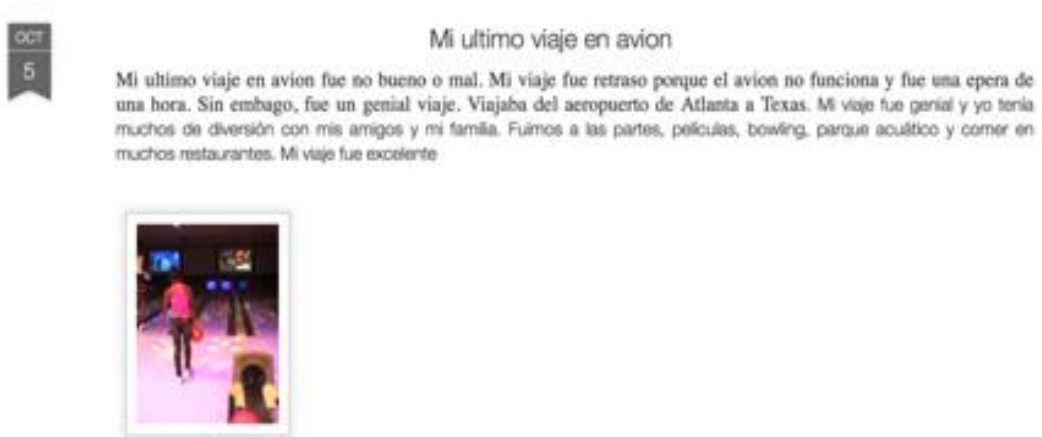 OCT
5
Mi ultimo viaje en avion
Mi ultimo viaje en avion fue no bueno o mal. Mi viaje fue retraso porque el avion no funciona y fue una epera de
una hora. Sin embago, fue un genial viaje. Viajaba del aeropuerto de Atlanta a Texas. Mi viaje fue genial y yo tenia
muchos de diversión con mis amigos y mi familia. Fuimos a las partes, peliculas, bowling, parque acuático y comer en
muchos restaurantes. Mi viaje fue excelente